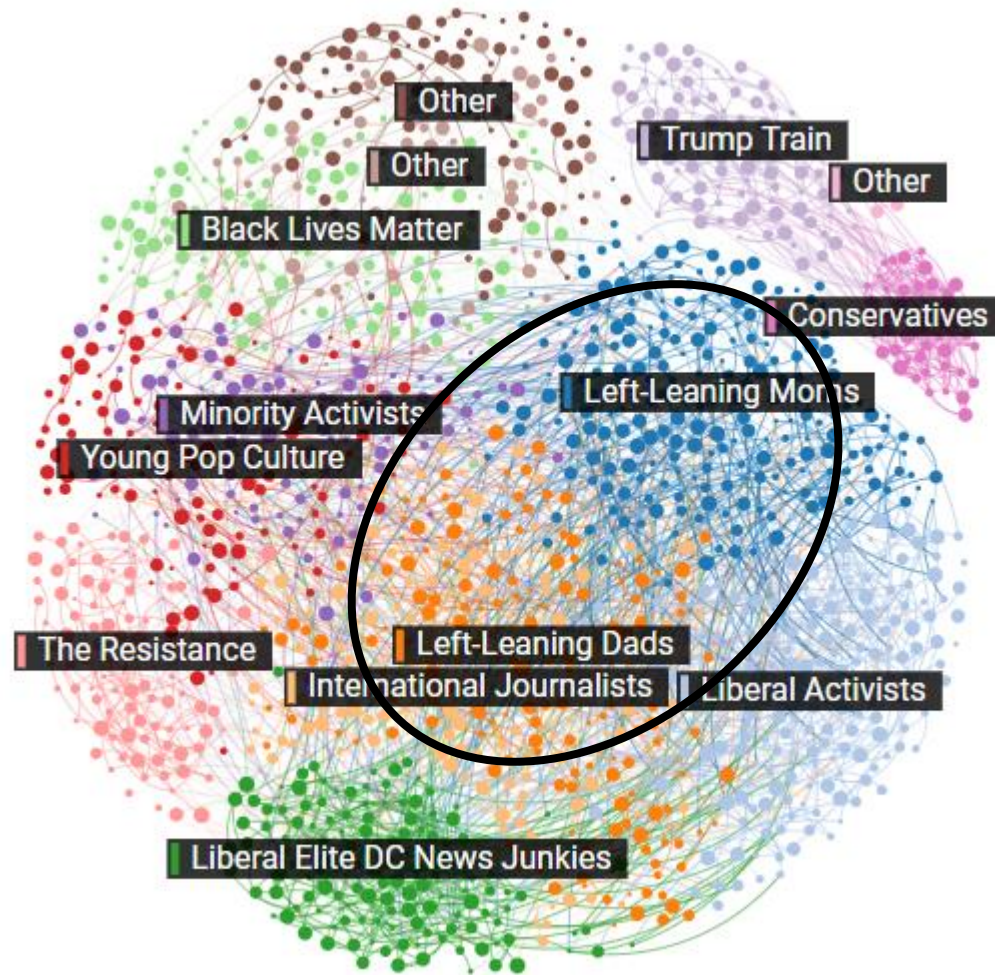 Other
Trump Train
Other
Other
Black Lives Matter
Conservatives
Left-Leaning Moms
Minority Activists
Young Pop Culture
The Resistance
Left-Leaning Dads
International Journalists
Liberal Activists
Liberal Elite DC News Junkies